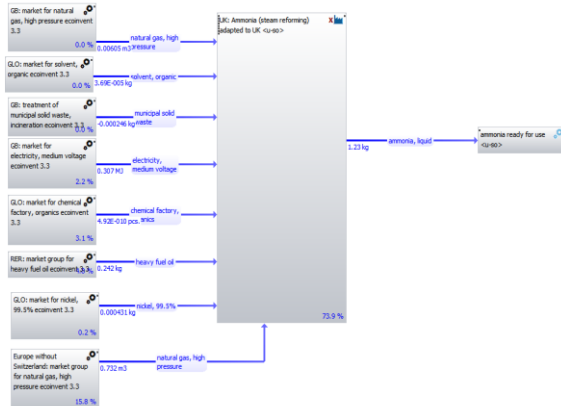 GB: market for natural
gas, high pressure ecoinvent
3.3
0.0 %
0.00605 m3
natural gas, high
pressure
GLO: market for solvent,
organic ecoinvent 3.3
0.0 %
3.69E-005 kg
solvent, organic
GB: treatment of
municipal solid waste,
incineration ecoinvent 3.3
0.0%
-0.000246 kg
municipal solid
waste
GB: market for
electricity, medium voltage
ecoinvent 3.3
2.2 %
0.307 MJ
electricity,
medium voltage
GLO: market for chemical
factory, organics ecoinvent
3.3
3.1 %
4.92E-010 pcs.
chemical factory,
RER: market group for
heavy fuel oil ecoinvent 3.3
0.242 kg
heavy fuel oil
GLO: market for nickel,
99.5% ecoinvent 3.3
0.2 %
0.000431 kg
nickel, 99.5%
Europe without
Switzerland: market group
for natural gas, high
pressure ecoinvent 3.3
15.8 %
0.732 m3
natural gas, high
pressure
UK: Ammonia (steam reforming)
adapted to UK <u-so>
X
73.9 %
1.23 kg
ammonia, liquid
ammonia ready for use
<u-so>